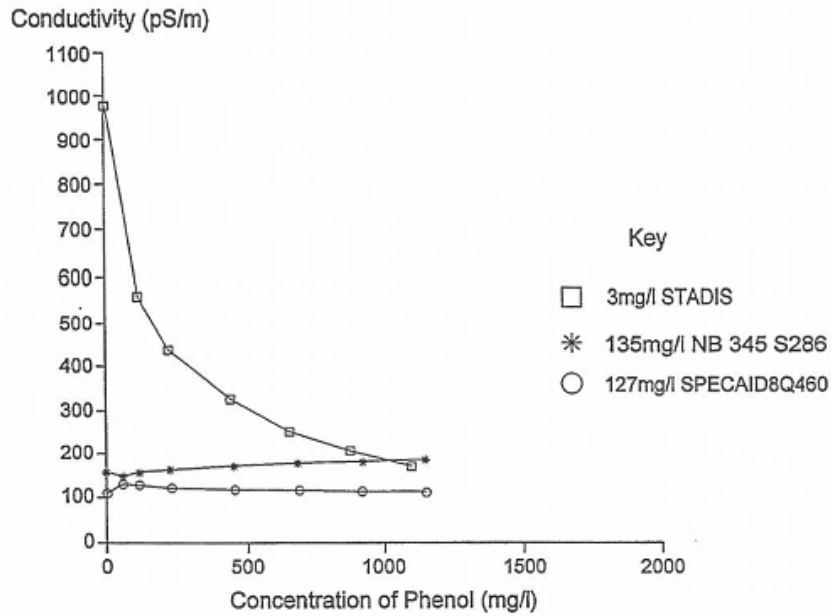 Conductivity (pS/m)
1100
1000
900
800
700
600
500
400
300
200
100
0
0 500 1000 1500 2000
Concentration of Phenol (mg/l)
Key
3mg/l STADIS
135mg/l NB 345 S286
127mg/l SPECAID8Q460